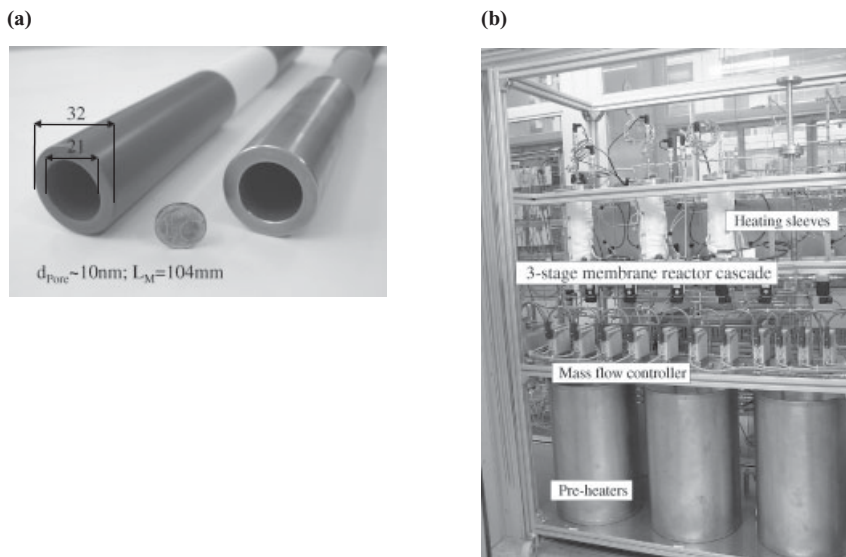 (a)
32
21
d_Pore~10nm; L_M=104mm
(b)
Heating sleeves
3-stage membrane reactor cascade
Mass flow controller
Pre-heaters